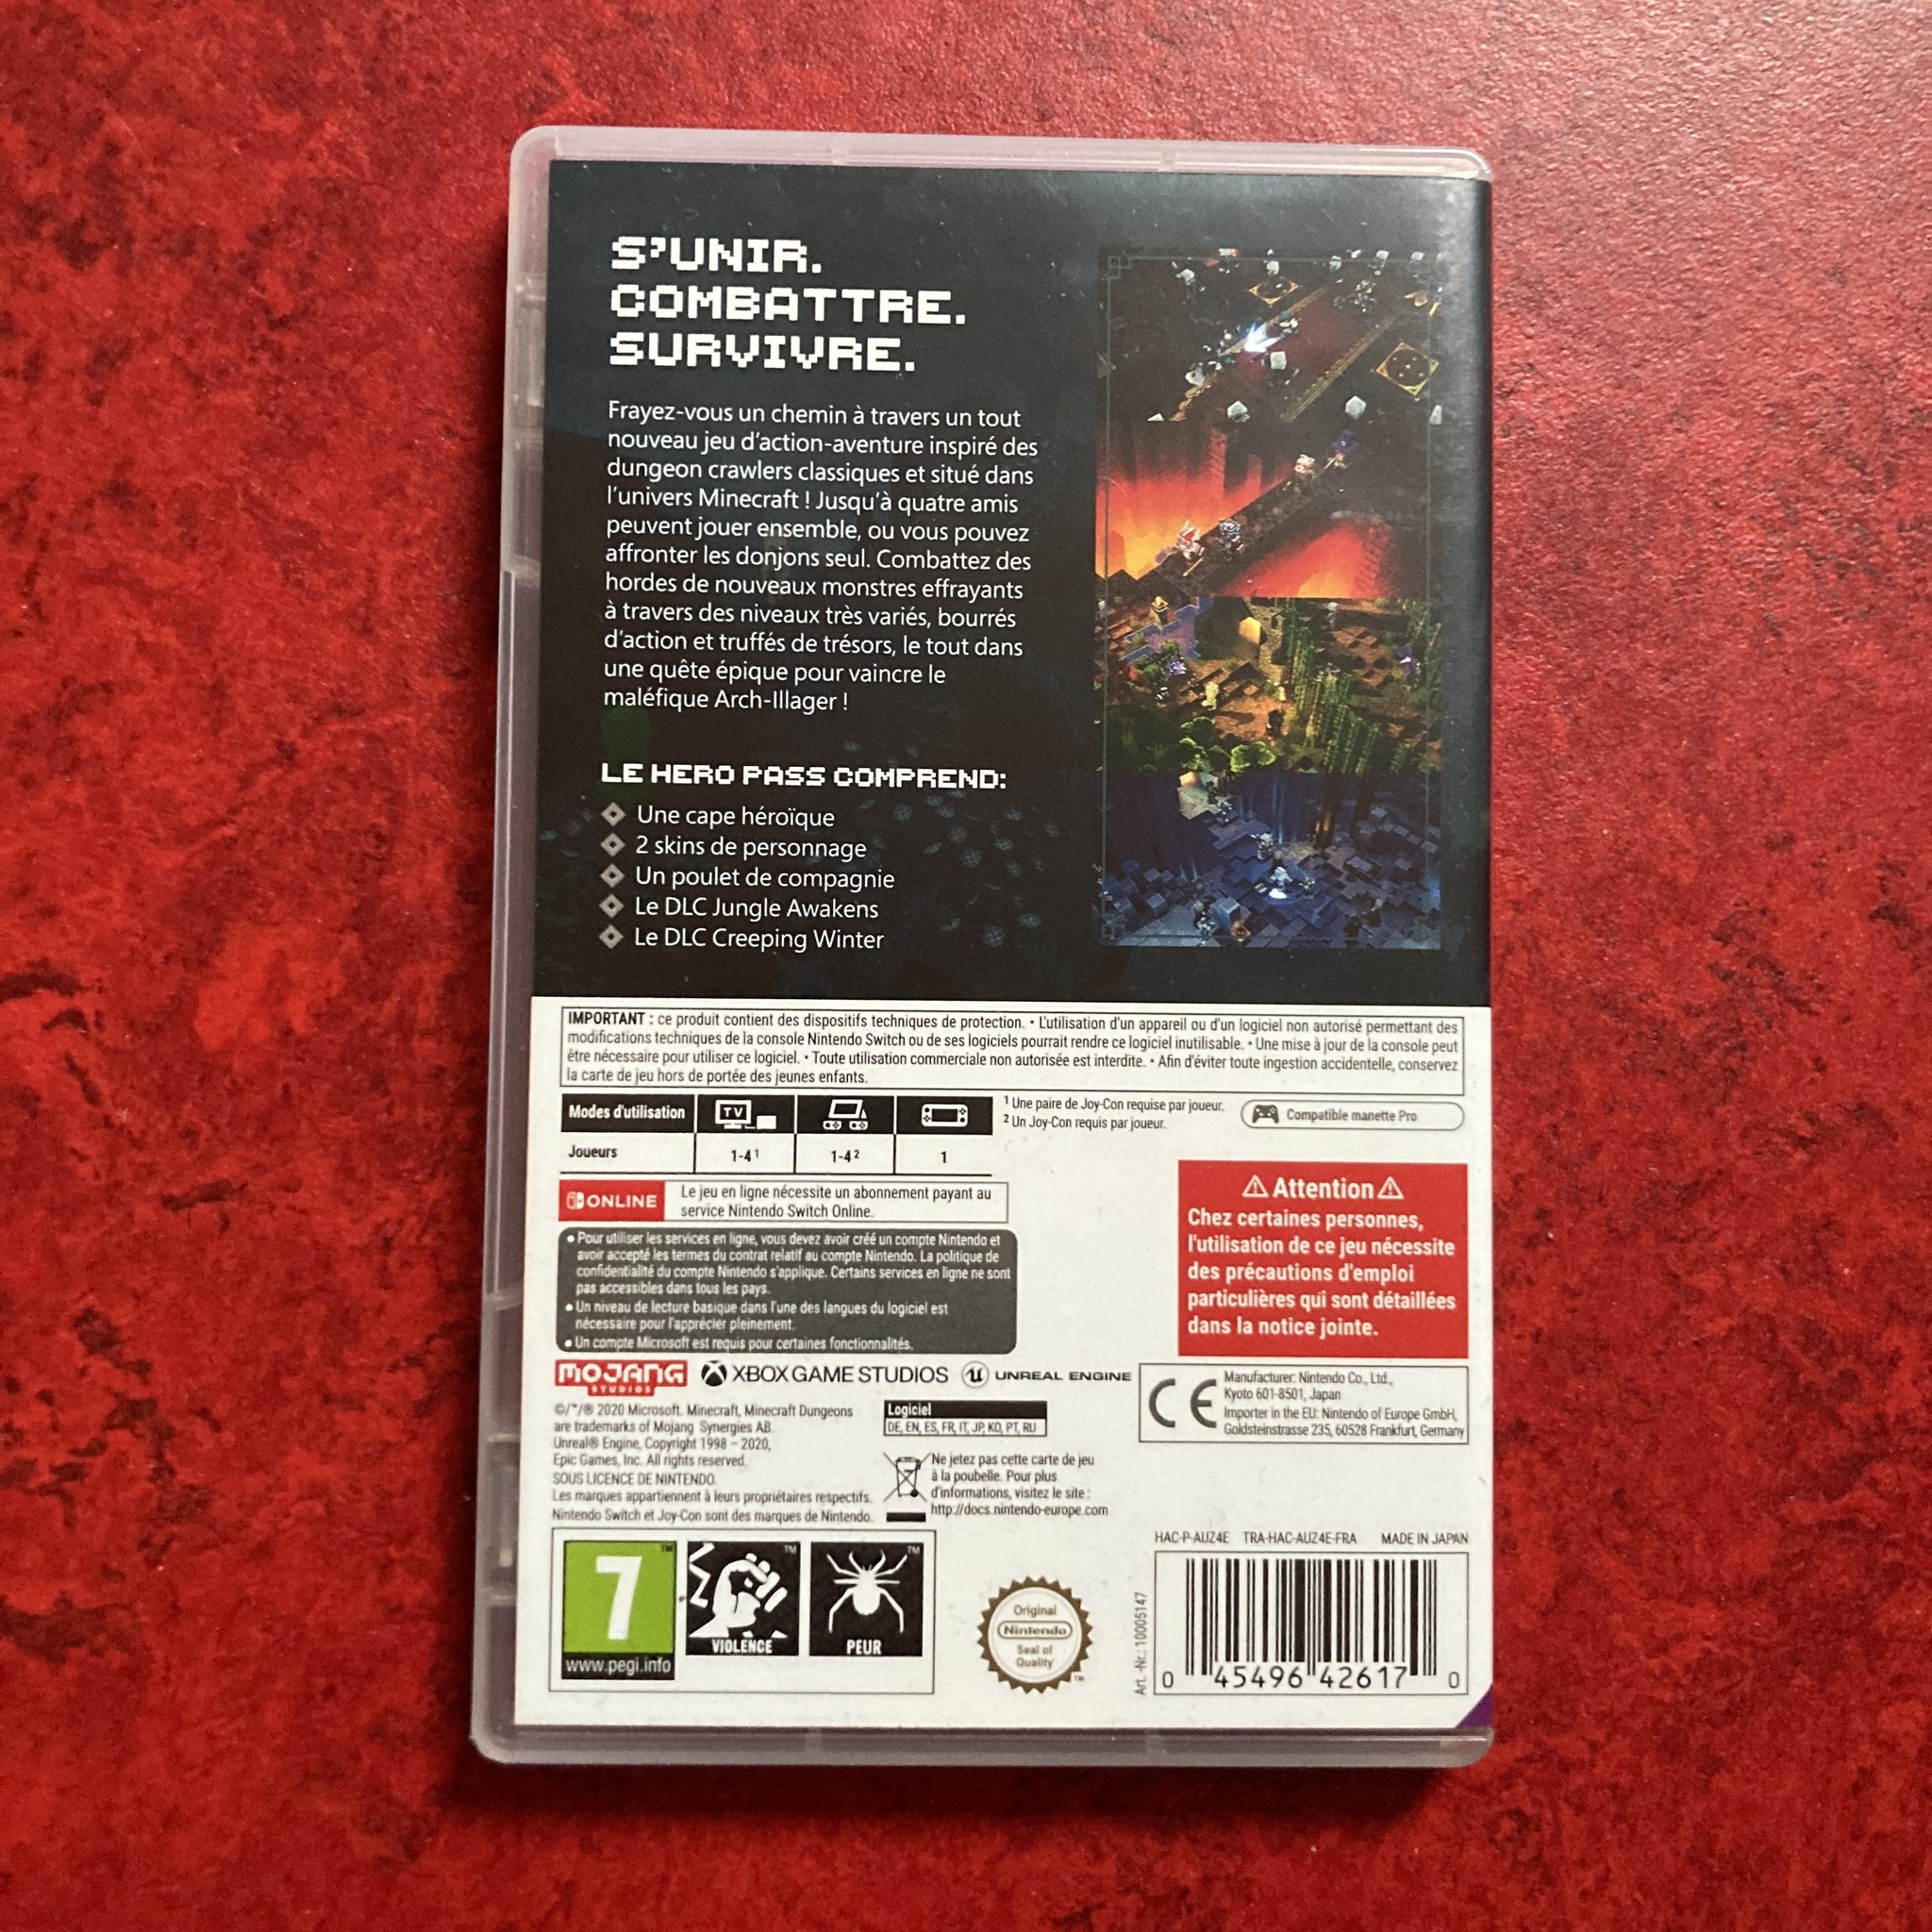 S'UNIR.
COMBATTRE.
SURVIVRE.
Frayez-vous un chemin à travers un tout
nouveau jeu d'action-aventure inspiré des
dungeon crawlers classiques et situé dans
l'univers Minecraft ! Jusqu'à quatre amis
peuvent jouer ensemble, ou vous pouvez
affronter les donjons seul. Combattez des
hordes de nouveaux monstres effrayants
à travers des niveaux très variés, bourrés
d'action et truffés de trésors, le tout dans
une quête épique pour vaincre le
maléfique Arch-Illager !
LE HERO PASS COMPREND:
Une cape héroïque
2 skins de personnage
Un poulet de compagnie
Le DLC Jungle Awakens
Le DLC Creeping Winter
IMPORTANT : ce produit contient des dispositifs techniques de protection. • L'utilisation d'un appareil ou d'un logiciel non autorisé permettant des
modifications techniques de la console Nintendo Switch ou de ses logiciels pourrait rendre ce logiciel inutilisable. • Une mise à jour de la console peut
être nécessaire pour utiliser ce logiciel. • Toute utilisation commerciale non autorisée est interdite. • Afin d'éviter toute ingestion accidentelle, conservez
la carte de jeu hors de portée des jeunes enfants.
Modes d'utilisation TV
Joueurs 1-4¹ 1-4² 1
¹ Une paire de Joy-Con requise par joueur.
² Un Joy-Con requis par joueur.
Compatible manette Pro
ONLINE
Le jeu en ligne nécessite un abonnement payant au
service Nintendo Switch Online.
• Pour utiliser les services en ligne, vous devez avoir créé un compte Nintendo et
avoir accepté les termes du contrat relatif au compte Nintendo. La politique de
confidentialité du compte Nintendo s'applique. Certains services en ligne ne sont
pas accessibles dans tous les pays.
• Un niveau de lecture basique dans l'une des langues du logiciel est
nécessaire pour l'apprécier pleinement.
• Un compte Microsoft est requis pour certaines fonctionnalités.
⚠ Attention ⚠
Chez certaines personnes,
l'utilisation de ce jeu nécessite
des précautions d'emploi
particulières qui sont détaillées
dans la notice jointe.
MOJANG
STUDIOS
XBOX GAME STUDIOS
UNREAL ENGINE
CE
Manufacturer: Nintendo Co., Ltd.,
Kyoto 601-8501, Japan
Importer in the EU: Nintendo of Europe GmbH,
Goldsteinstrasse 235, 60528 Frankfurt, Germany
©/™/® 2020 Microsoft. Minecraft, Minecraft Dungeons
are trademarks of Mojang Synergies AB.
Unreal® Engine, Copyright 1998 – 2020,
Epic Games, Inc. All rights reserved.
SOUS LICENCE DE NINTENDO.
Les marques appartiennent à leurs propriétaires respectifs.
Nintendo Switch et Joy-Con sont des marques de Nintendo.
Logiciel
DE, EN, ES, FR, IT, JP, KO, PT, RU
Ne jetez pas cette carte de jeu
à la poubelle. Pour plus
d'informations, visitez le site :
http://docs.nintendo-europe.com
7™
www.pegi.info
VIOLENCE™
PEUR™
Original
Nintendo
Seal of
Quality™
HAC-P-AUZ4E TRA-HAC-AUZ4E-FRA MADE IN JAPAN
Art.-Nr.: 10005147
0 45496 42617 0